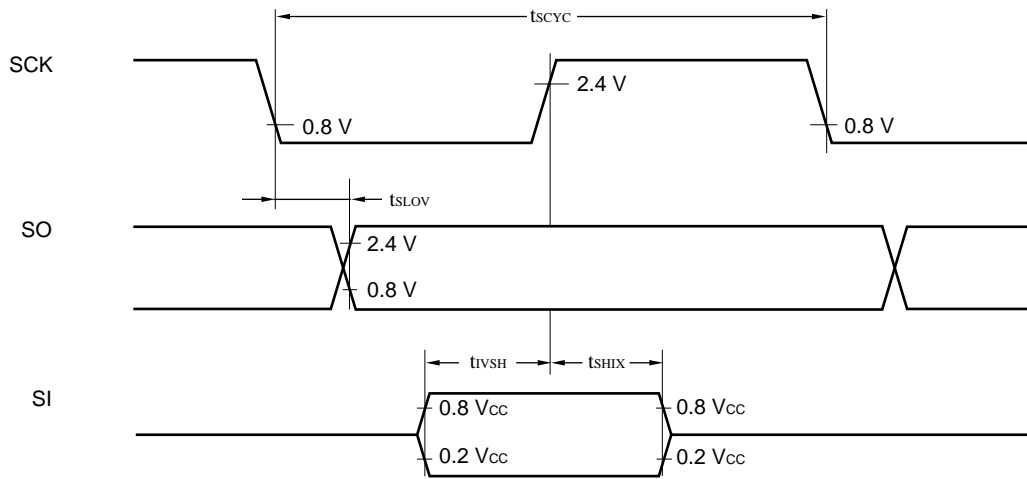 tSCYC
SCK
2.4 V
0.8 V
0.8 V
tSLOV
SO
2.4 V
0.8 V
tIVSH
tSHIX
SI
0.8 VCC
0.8 VCC
0.2 VCC
0.2 VCC